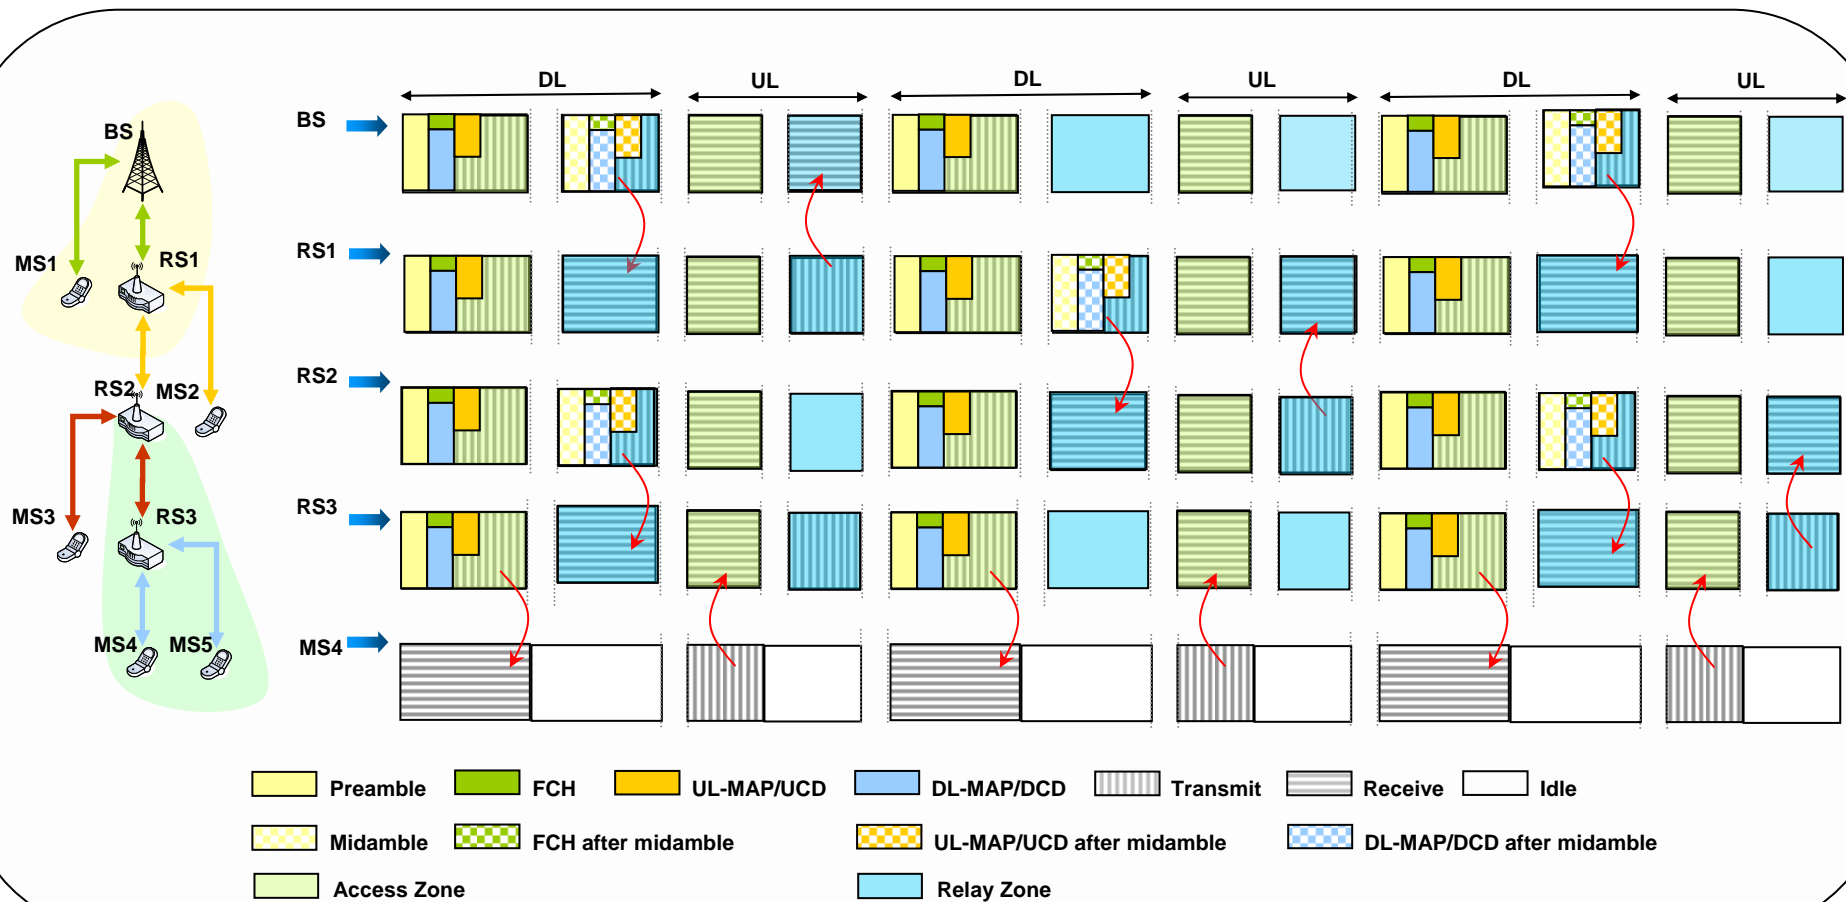 DL UL DL UL DL UL
BS
BS
RS1
MS1 RS1
RS2
RS2 MS2
RS3
MS3 RS3
MS4
MS4 MS5
Preamble FCH UL-MAP/UCD DL-MAP/DCD Transmit Receive Idle
Midamble FCH after midamble UL-MAP/UCD after midamble DL-MAP/DCD after midamble
Access Zone Relay Zone